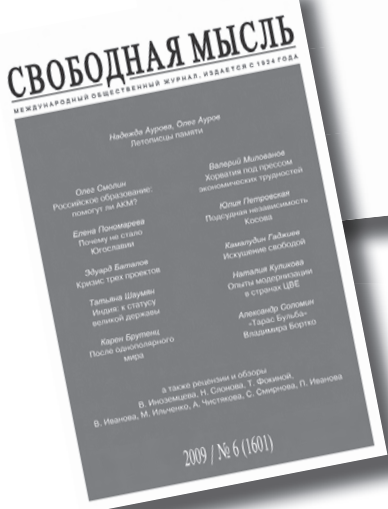 СВОБОДНАЯ МЫСЛЬ
МЕЖДУНАРОДНЫЙ ОБЩЕСТВЕННЫЙ ЖУРНАЛ, ИЗДАЕТСЯ С 1924 ГОДА
Надежда Аурова, Олег Ауров
Летописцы памяти
Олег Смолин
Российское образование:
помогут ли АКМ?
Елена Пономарева
Почему не стало
Югославии
Эдуард Баталов
Кризис трех проектов
Татьяна Шаумян
Индия: к статусу
великой державы
Карен Брутенц
После однополярного
мира
Валерий Милованов
Хорватия под прессом
экономических трудностей
Юлия Петровская
Подсудная независимость
Косова
Камалудин Гаджиев
Искушение свободой
Наталия Куликова
Опыты модернизации
в странах ЦВЕ
Александр Соломин
«Тарас Бульба»
Владимира Бортко
а также рецензии и обзоры
В. Иноземцева, Н. Слонова, Т. Фокиной,
В. Иванова, М. Ильченко, А. Чистякова, С. Смирнова, П. Иванова
2009 / № 6 (1601)